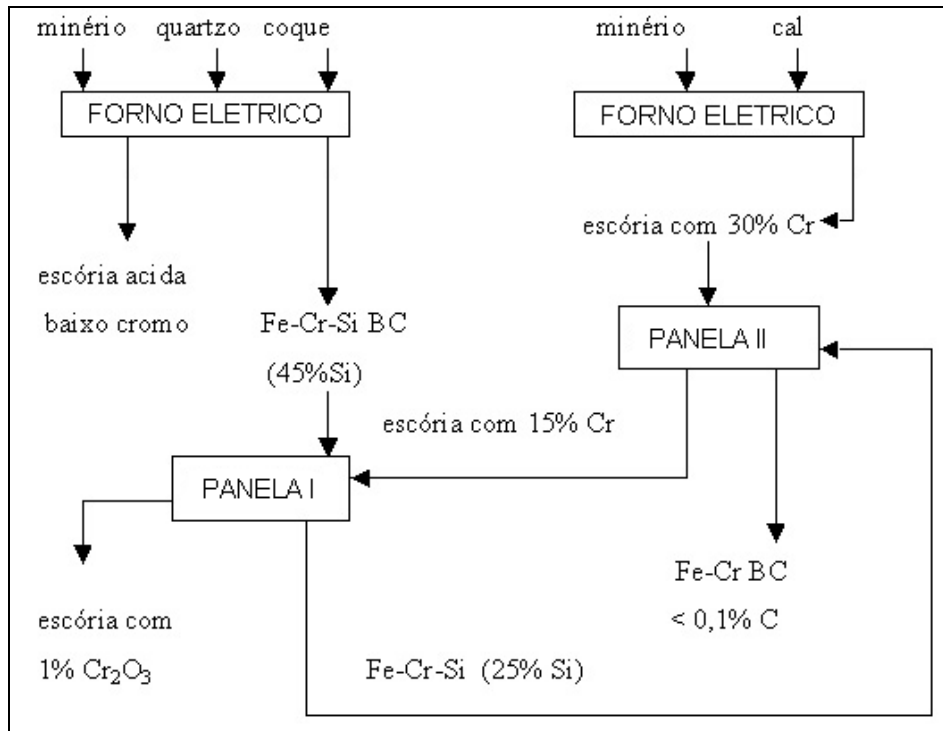 minério quartzo coque
minério cal
FORNO ELETRICO
FORNO ELETRICO
escória com 30% Cr
escória acida
baixo cromo
Fe-Cr-Si BC
(45%Si)
PANELA II
escória com 15% Cr
PANELA I
Fe-Cr BC
< 0,1% C
escória com
1% Cr₂O₃
Fe-Cr-Si (25% Si)